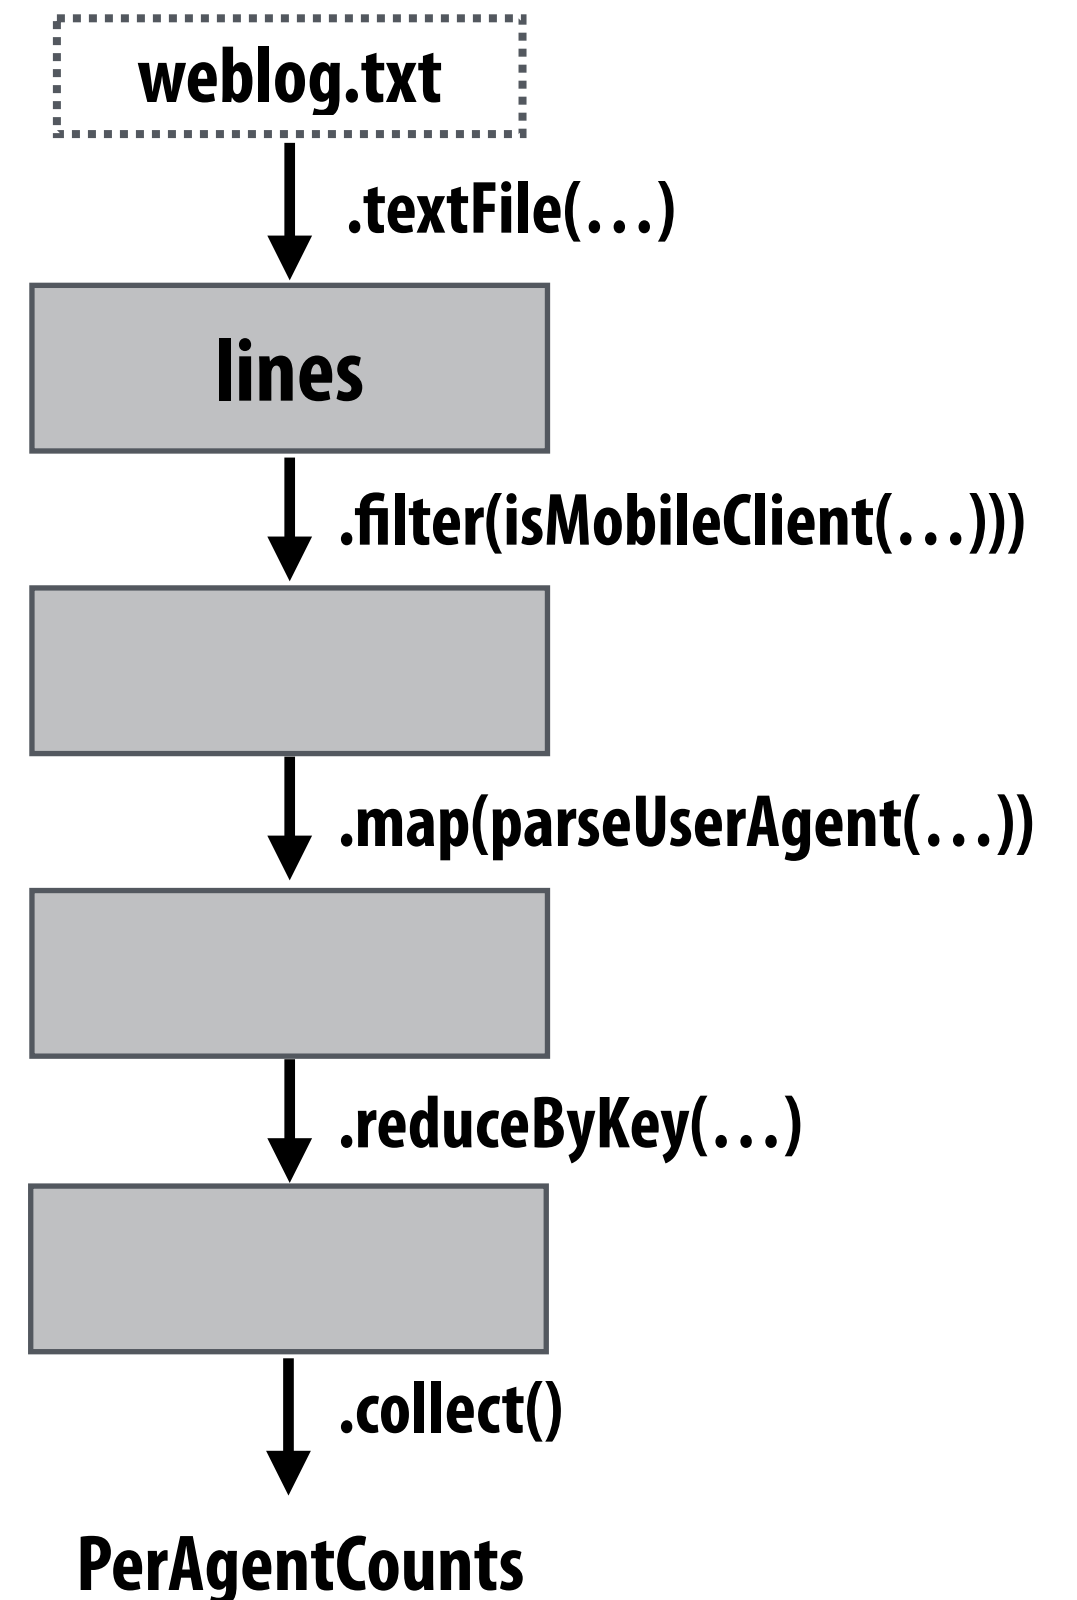 weblog.txt
.textFile(...)
lines
.filter(isMobileClient(...)))
.map(parseUserAgent(...))
.reduceByKey(...)
.collect()
PerAgentCounts